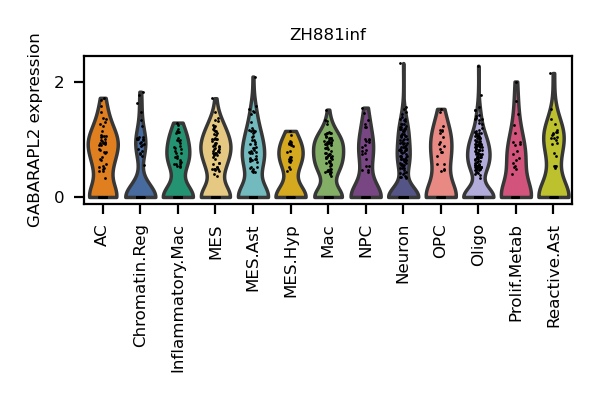 ZH881inf
GABARAPL2 expression
2
0
AC
Chromatin.Reg
Inflammatory.Mac
MES
MES.Ast
MES.Hyp
Mac
NPC
Neuron
OPC
Oligo
Prolif.Metab
Reactive.Ast